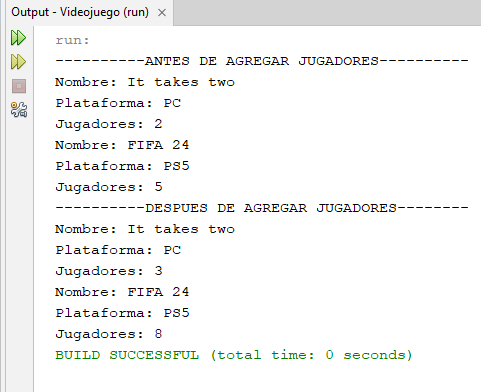 Output - Videojuego (run) ×
run:
----------ANTES DE AGREGAR JUGADORES----------
Nombre: It takes two
Plataforma: PC
Jugadores: 2
Nombre: FIFA 24
Plataforma: PS5
Jugadores: 5
----------DESPUES DE AGREGAR JUGADORES--------
Nombre: It takes two
Plataforma: PC
Jugadores: 3
Nombre: FIFA 24
Plataforma: PS5
Jugadores: 8
BUILD SUCCESSFUL (total time: 0 seconds)